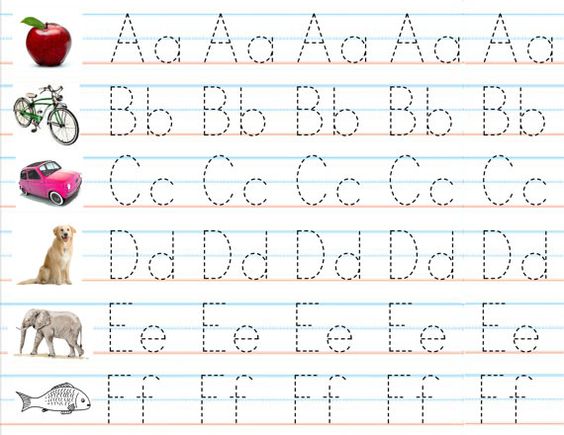 Aa Aa Aa Aa Aa
Bb Bb Bb Bb Bb
Cc Cc Cc Cc Cc
Dd Dd Dd Dd Dd
Ee Ee Ee Ee Ee
Ff Ff Ff Ff Ff